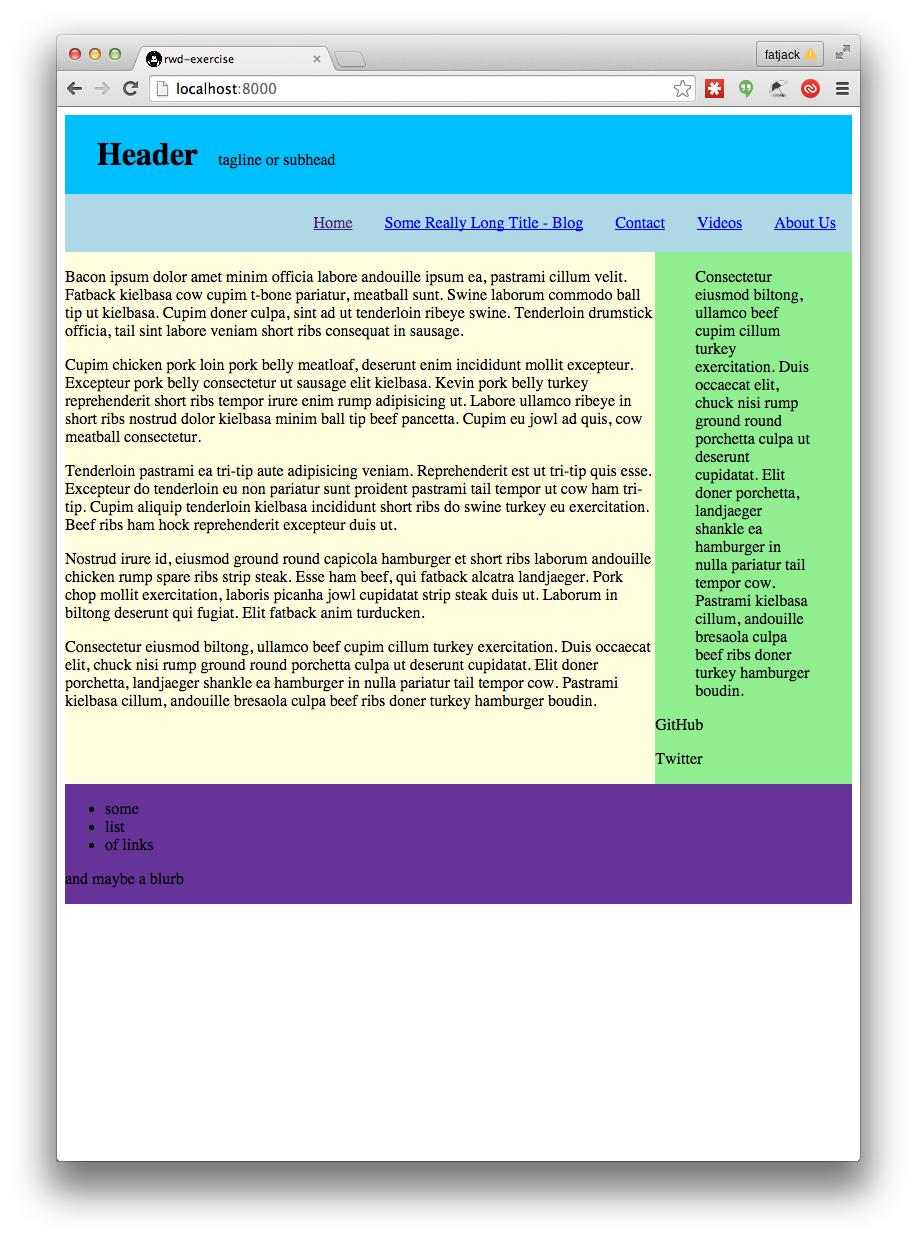 rwd-exercise
fatjack
localhost:8000
Header tagline or subhead
Home Some Really Long Title - Blog Contact Videos About Us
Bacon ipsum dolor amet minim officia labore andouille ipsum ea, pastrami cillum velit.
Fatback kielbasa cow cupim t-bone pariatur, meatball sunt. Swine laborum commodo ball
tip ut kielbasa. Cupim doner culpa, sint ad ut tenderloin ribeye swine. Tenderloin drumstick
officia, tail sint labore veniam short ribs consequat in sausage.
Cupim chicken pork loin pork belly meatloaf, deserunt enim incididunt mollit excepteur.
Excepteur pork belly consectetur ut sausage elit kielbasa. Kevin pork belly turkey
reprehenderit short ribs tempor irure enim rump adipisicing ut. Labore ullamco ribeye in
short ribs nostrud dolor kielbasa minim ball tip beef pancetta. Cupim eu jowl ad quis, cow
meatball consectetur.
Tenderloin pastrami ea tri-tip aute adipisicing veniam. Reprehenderit est ut tri-tip quis esse.
Excepteur do tenderloin eu non pariatur sunt proident pastrami tail tempor ut cow ham tri-
tip. Cupim aliquip tenderloin kielbasa incididunt short ribs do swine turkey eu exercitation.
Beef ribs ham hock reprehenderit excepteur duis ut.
Nostrud irure id, eiusmod ground round capicola hamburger et short ribs laborum andouille
chicken rump spare ribs strip steak. Esse ham beef, qui fatback alcatra landjaeger. Pork
chop mollit exercitation, laboris picanha jowl cupidatat strip steak duis ut. Laborum in
biltong deserunt qui fugiat. Elit fatback anim turducken.
Consectetur eiusmod biltong, ullamco beef cupim cillum turkey exercitation. Duis occaecat
elit, chuck nisi rump ground round porchetta culpa ut deserunt cupidatat. Elit doner
porchetta, landjaeger shankle ea hamburger in nulla pariatur tail tempor cow. Pastrami
kielbasa cillum, andouille bresaola culpa beef ribs doner turkey hamburger boudin.
Consectetur
eiusmod biltong,
ullamco beef
cupim cillum
turkey
exercitation. Duis
occaecat elit,
chuck nisi rump
ground round
porchetta culpa ut
deserunt
cupidatat. Elit
doner porchetta,
landjaeger
shankle ea
hamburger in
nulla pariatur tail
tempor cow.
Pastrami kielbasa
cillum, andouille
bresaola culpa
beef ribs doner
turkey hamburger
boudin.
GitHub
Twitter
some
list
of links
and maybe a blurb